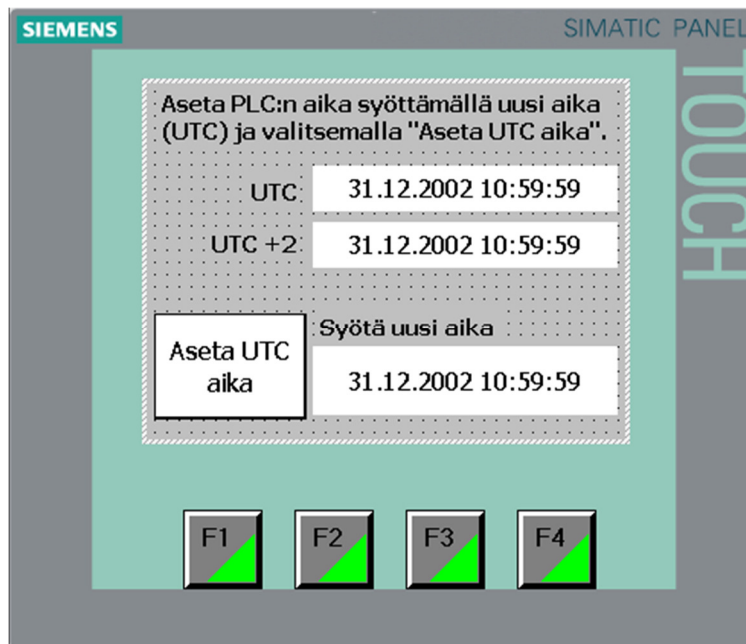 SIEMENS
SIMATIC PANEL
TOUCH
Aseta PLC:n aika syöttämällä uusi aika
(UTC) ja valitsemalla "Aseta UTC aika".
UTC 31.12.2002 10:59:59
UTC +2 31.12.2002 10:59:59
Syötä uusi aika
Aseta UTC
aika
31.12.2002 10:59:59
F1 F2 F3 F4